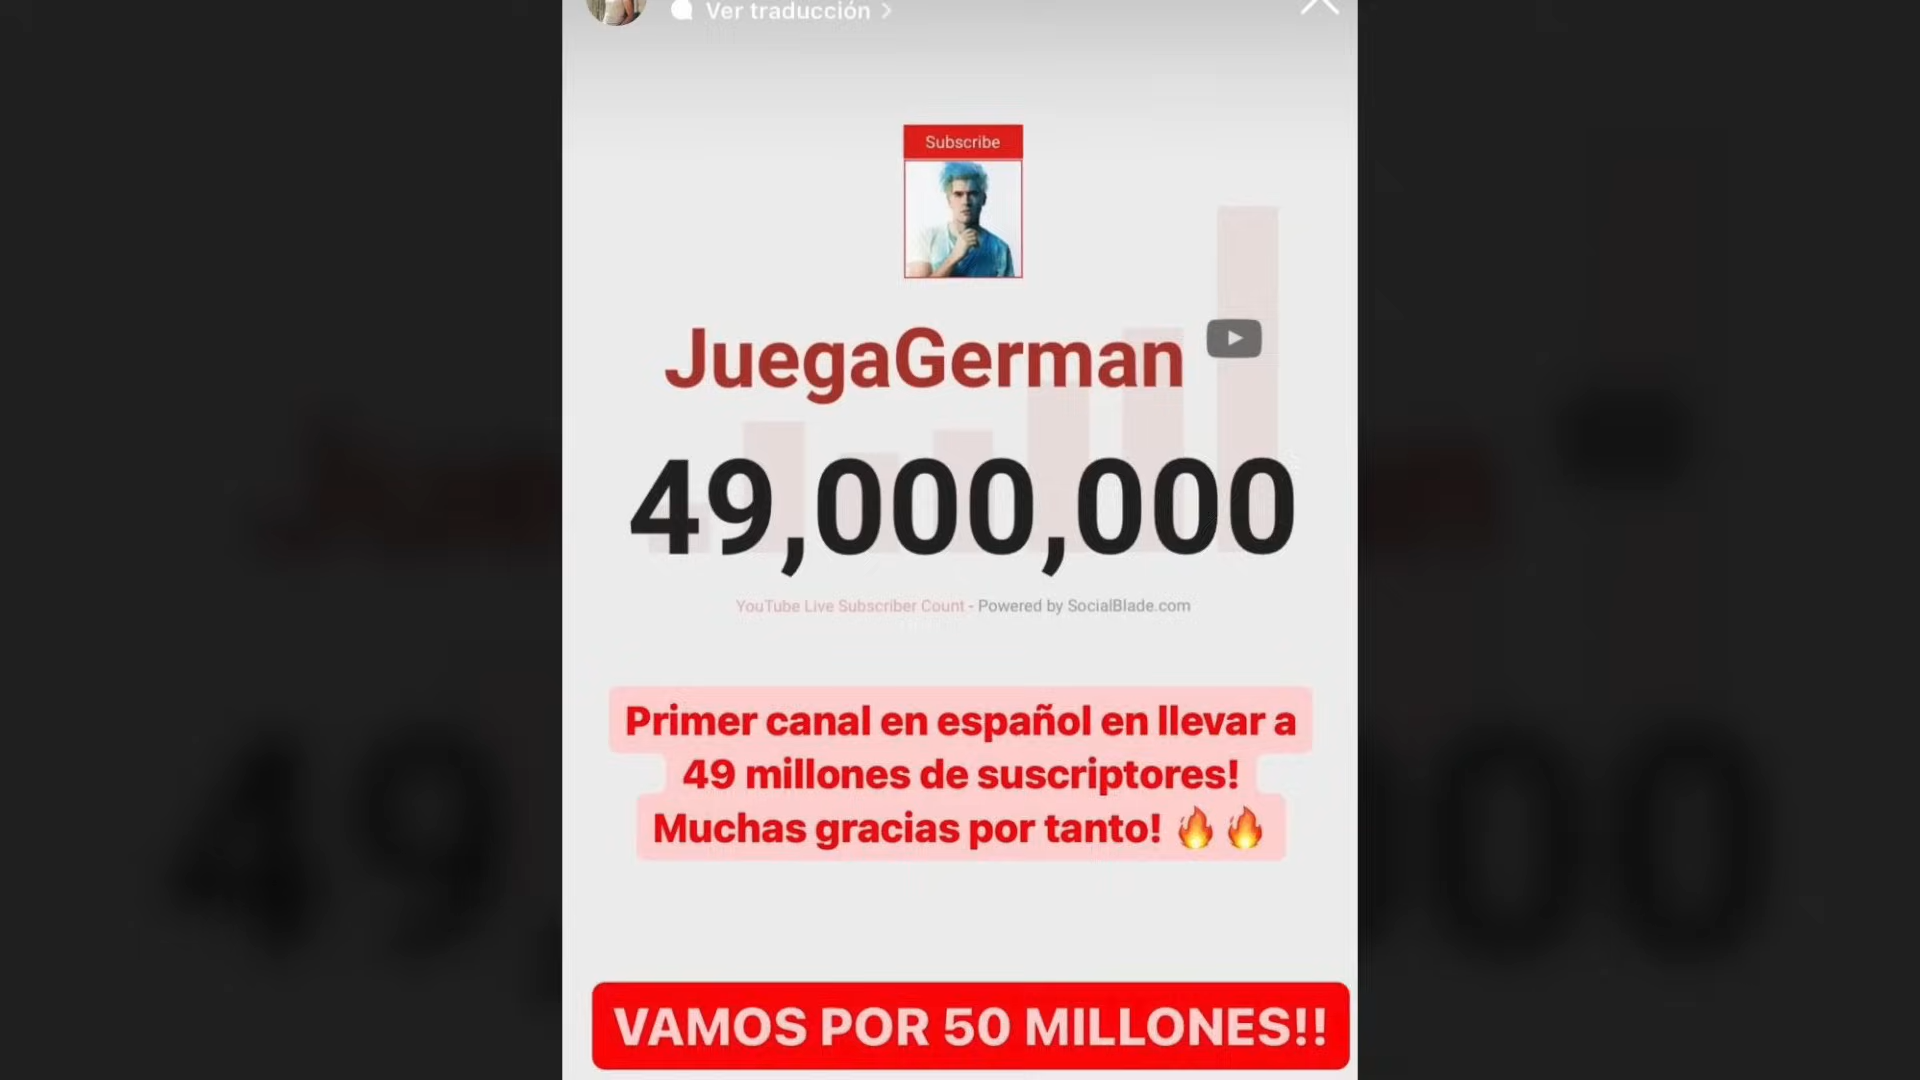 Ver traducción
Subscribe
JuegaGerman
49,000,000
YouTube Live Subscriber Count - Powered by SocialBlade.com
Primer canal en español en llevar a
49 millones de suscriptores!
Muchas gracias por tanto! 🔥🔥
VAMOS POR 50 MILLONES!!